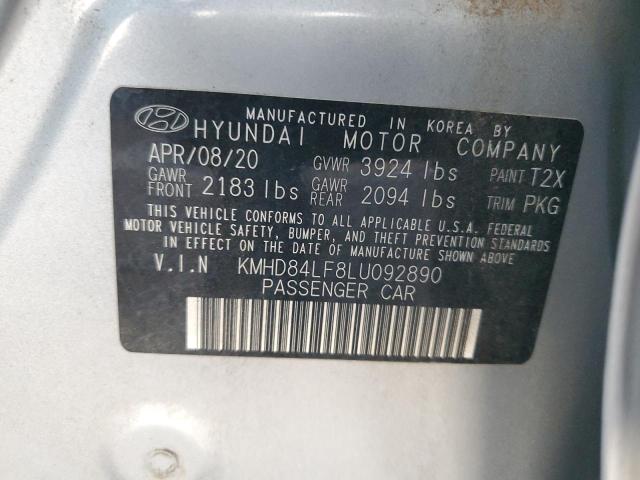 MANUFACTURED IN KOREA BY
HYUNDAI MOTOR COMPANY
APR/08/20 GVWR 3924 lbs PAINT T2X
GAWR FRONT 2183 lbs GAWR REAR 2094 lbs TRIM PKG
THIS VEHICLE CONFORMS TO ALL APPLICABLE U.S.A. FEDERAL
MOTOR VEHICLE SAFETY, BUMPER, AND THEFT PREVENTION STANDARDS
IN EFFECT ON THE DATE OF MANUFACTURE SHOWN ABOVE.
V.I.N KMHD84LF8LU092890
PASSENGER CAR